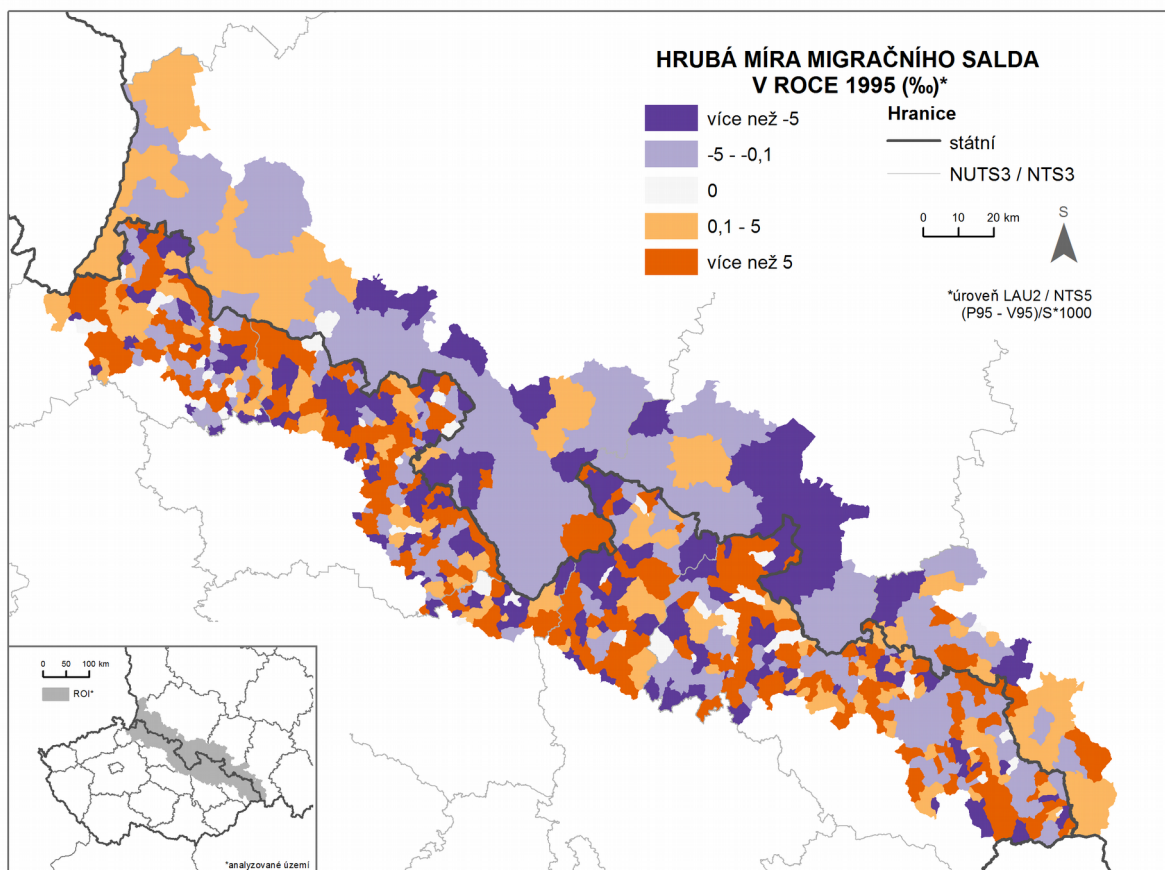 HRUBÁ MÍRA MIGRAČNÍHO SALDA
V ROCE 1995 (‰)*
více než -5
-5 - -0,1
0
0,1 - 5
více než 5
Hranice
státní
NUTS3 / NTS3
0 10 20 km
S
*úroveň LAU2 / NTS5
(P95 - V95)/S*1000
0 50 100 km
ROI*
*analyzované území